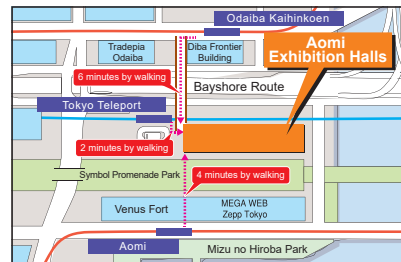 Odaiba Kaihinkoen
Tradepia
Odaiba
Diba Frontier
Building
Aomi
Exhibition Halls
6 minutes by walking
Bayshore Route
Tokyo Teleport
2 minutes by walking
Symbol Promenade Park
4 minutes by walking
Venus Fort
MEGA WEB
Zepp Tokyo
Aomi
Mizu no Hiroba Park